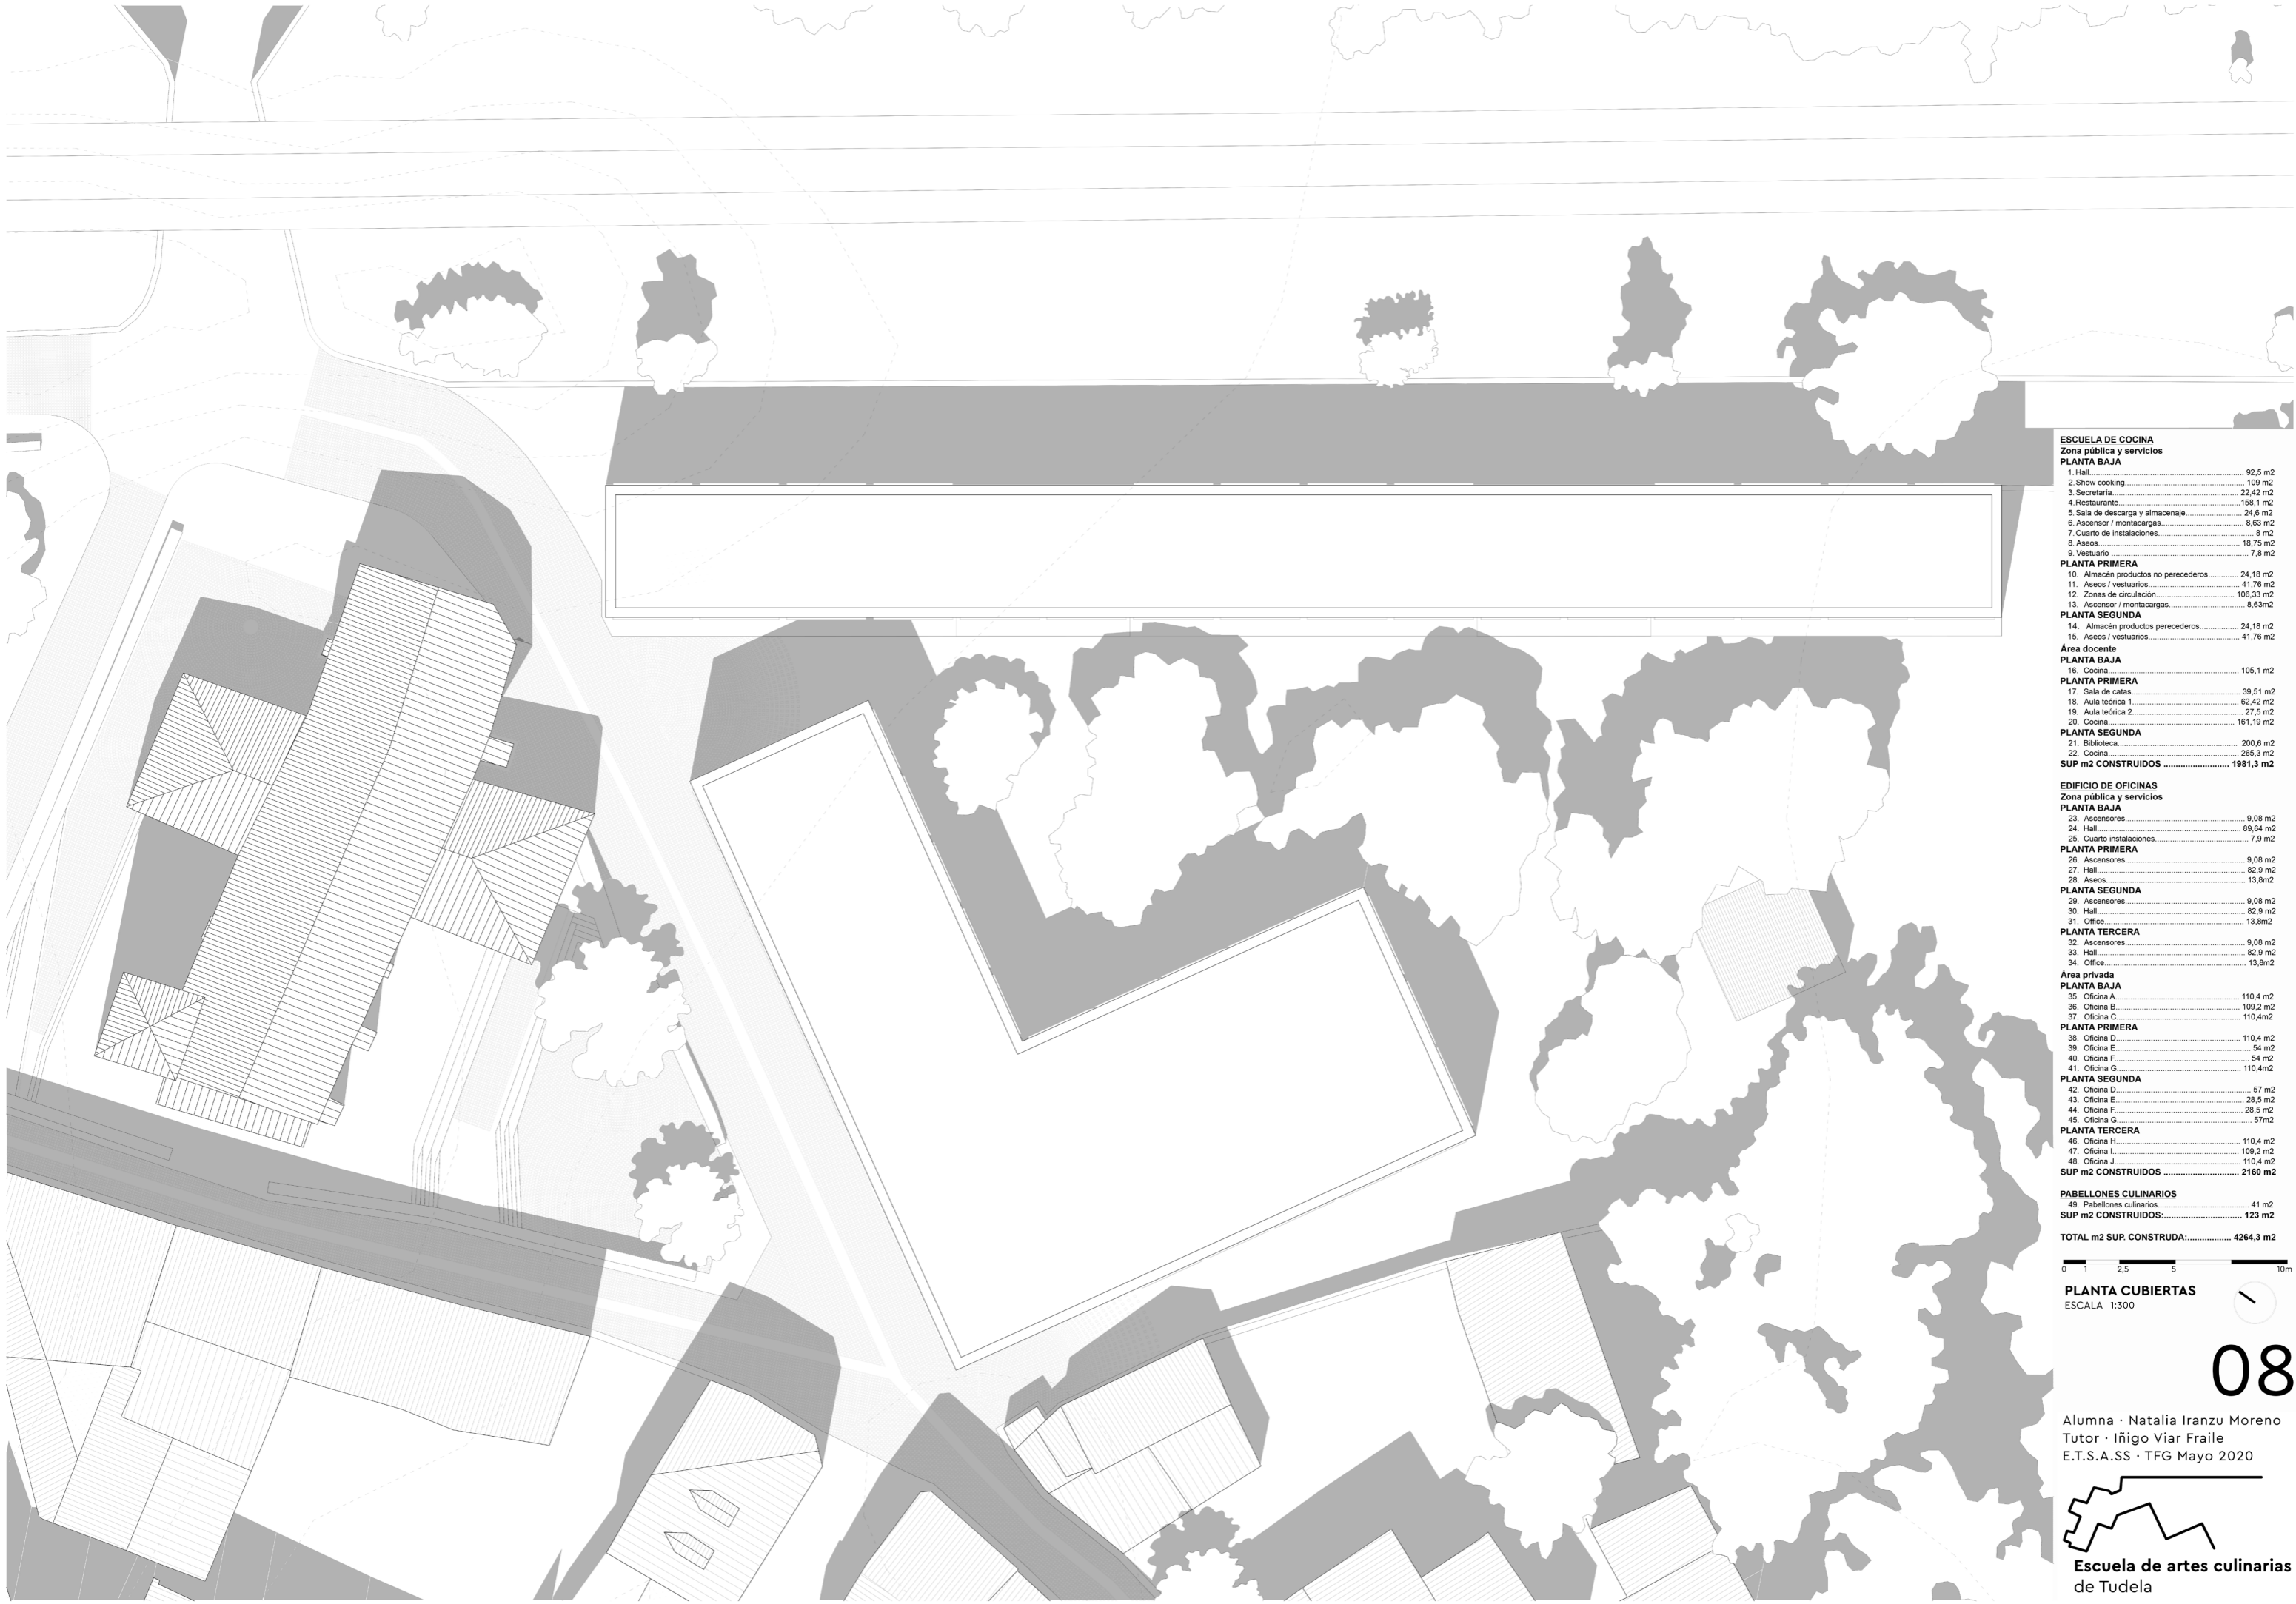 ESCUELA DE COCINA
Zona pública y servicios
PLANTA BAJA
1. Hall........ 92,5 m2
2. Show cooking........ 109 m2
3. Secretaría........ 22,42 m2
4. Restaurante........ 158,1 m2
5. Sala de descarga y almacenaje........ 24,6 m2
6. Ascensor / montacargas........ 8,63 m2
7. Cuarto de instalaciones........ 8 m2
8. Aseos........ 18,75 m2
9. Vestuario ........ 7,8 m2
PLANTA PRIMERA
10. Almacén productos no perecederos........ 24,18 m2
11. Aseos / vestuarios........ 41,76 m2
12. Zonas de circulación........ 106,33 m2
13. Ascensor / montacargas........ 8,63m2
PLANTA SEGUNDA
14. Almacén productos perecederos........ 24,18 m2
15. Aseos / vestuarios........ 41,76 m2
Área docente
PLANTA BAJA
16. Cocina........ 105,1 m2
PLANTA PRIMERA
17. Sala de catas........ 39,51 m2
18. Aula teórica 1........ 62,42 m2
19. Aula teórica 2........ 27,5 m2
20. Cocina........ 161,19 m2
PLANTA SEGUNDA
21. Biblioteca........ 200,6 m2
22. Cocina........ 265,3 m2
SUP m2 CONSTRUIDOS ........ 1981,3 m2
EDIFICIO DE OFICINAS
Zona pública y servicios
PLANTA BAJA
23. Ascensores........ 9,08 m2
24. Hall........ 89,64 m2
25. Cuarto instalaciones........ 7,9 m2
PLANTA PRIMERA
26. Ascensores........ 9,08 m2
27. Hall........ 82,9 m2
28. Aseos........ 13,8m2
PLANTA SEGUNDA
29. Ascensores........ 9,08 m2
30. Hall........ 82,9 m2
31. Office........ 13,8m2
PLANTA TERCERA
32. Ascensores........ 9,08 m2
33. Hall........ 82,9 m2
34. Office........ 13,8m2
Área privada
PLANTA BAJA
35. Oficina A........ 110,4 m2
36. Oficina B........ 109,2 m2
37. Oficina C........ 110,4m2
PLANTA PRIMERA
38. Oficina D........ 110,4 m2
39. Oficina E........ 54 m2
40. Oficina F........ 54 m2
41. Oficina G........ 110,4m2
PLANTA SEGUNDA
42. Oficina D........ 57 m2
43. Oficina E........ 28,5 m2
44. Oficina F........ 28,5 m2
45. Oficina G........ 57m2
PLANTA TERCERA
46. Oficina H........ 110,4 m2
47. Oficina I........ 109,2 m2
48. Oficina J........ 110,4 m2
SUP m2 CONSTRUIDOS ........ 2160 m2
PABELLONES CULINARIOS
49. Pabellones culinarios........ 41 m2
SUP m2 CONSTRUIDOS:........ 123 m2
TOTAL m2 SUP. CONSTRUDA:........ 4264,3 m2
0 1 2,5 5 10m
PLANTA CUBIERTAS
ESCALA 1:300
08
Alumna · Natalia Iranzu Moreno
Tutor · Iñigo Viar Fraile
E.T.S.A.SS · TFG Mayo 2020
Escuela de artes culinarias
de Tudela